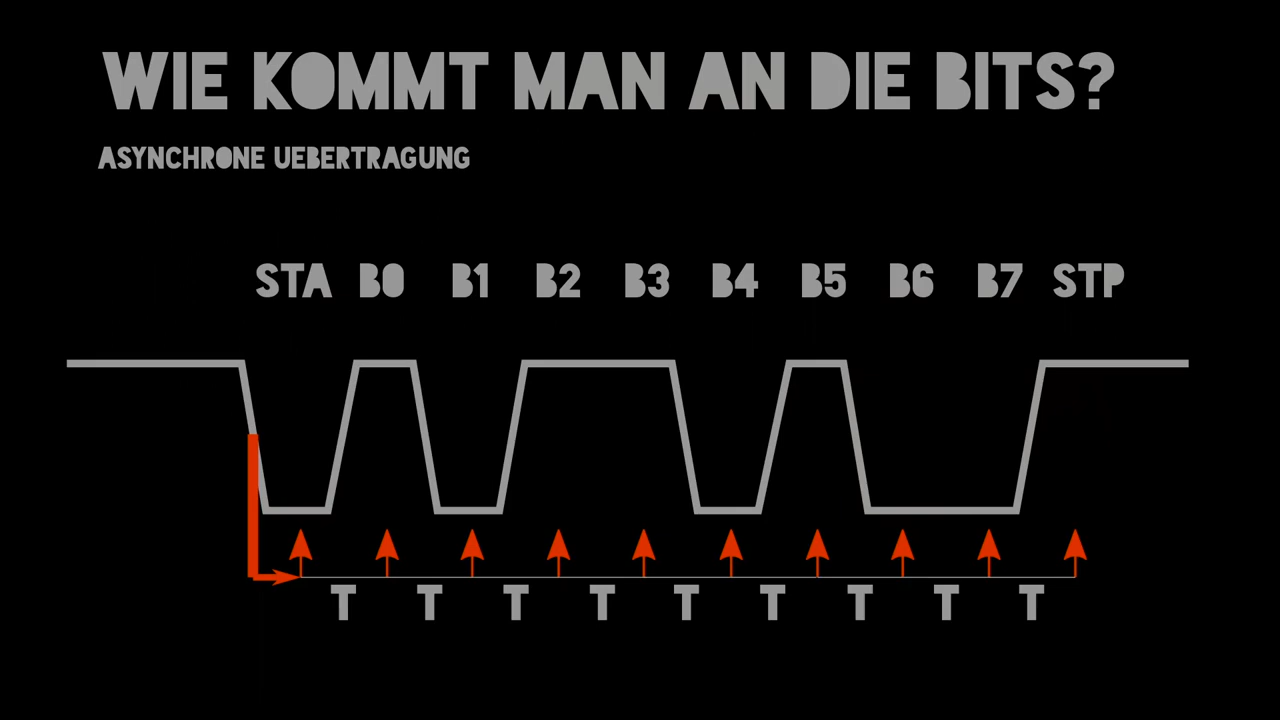 WIE KOMMT MAN AN DIE BITS?
ASYNCHRONE UEBERTRAGUNG
STA B0 B1 B2 B3 B4 B5 B6 B7 STP
T T T T T T T T T